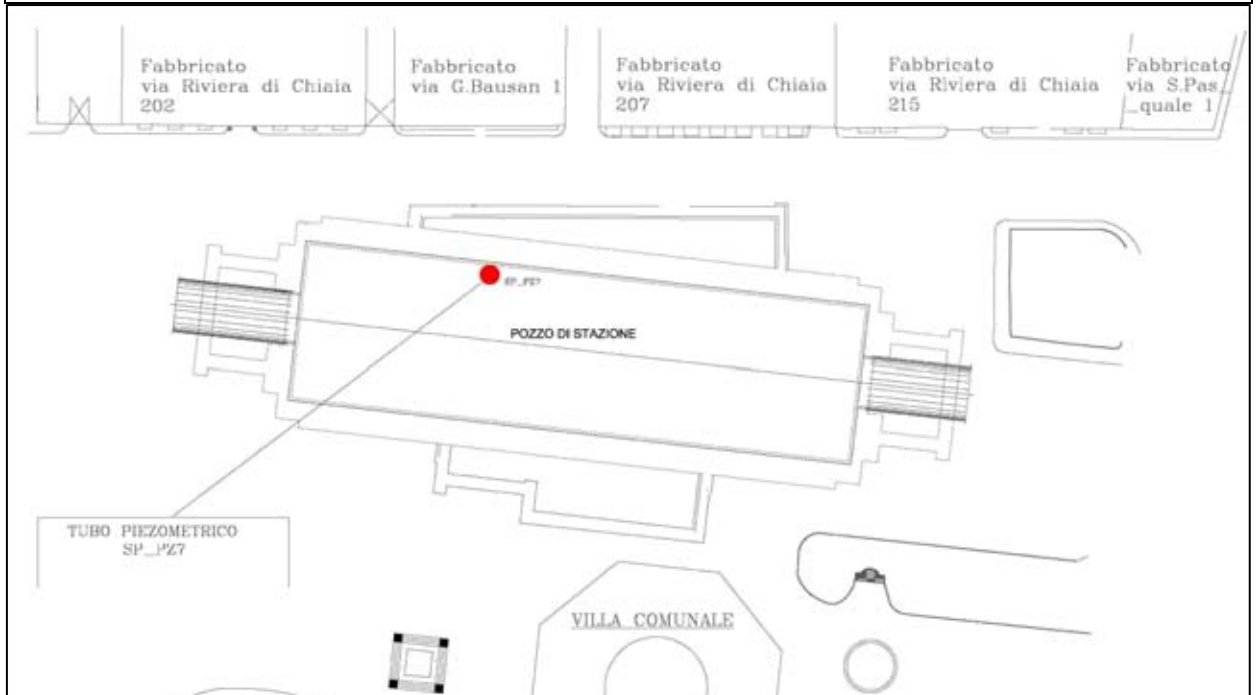 Fabbricato
via Riviera di Chiaia
202
Fabbricato
via G.Bausan 1
Fabbricato
via Riviera di Chiaia
207
Fabbricato
via Riviera di Chiaia
215
Fabbricato
via S.Pas_
_quale 1
SP_PZ7
POZZO DI STAZIONE
TUBO PIEZOMETRICO
SP_PZ7
VILLA COMUNALE